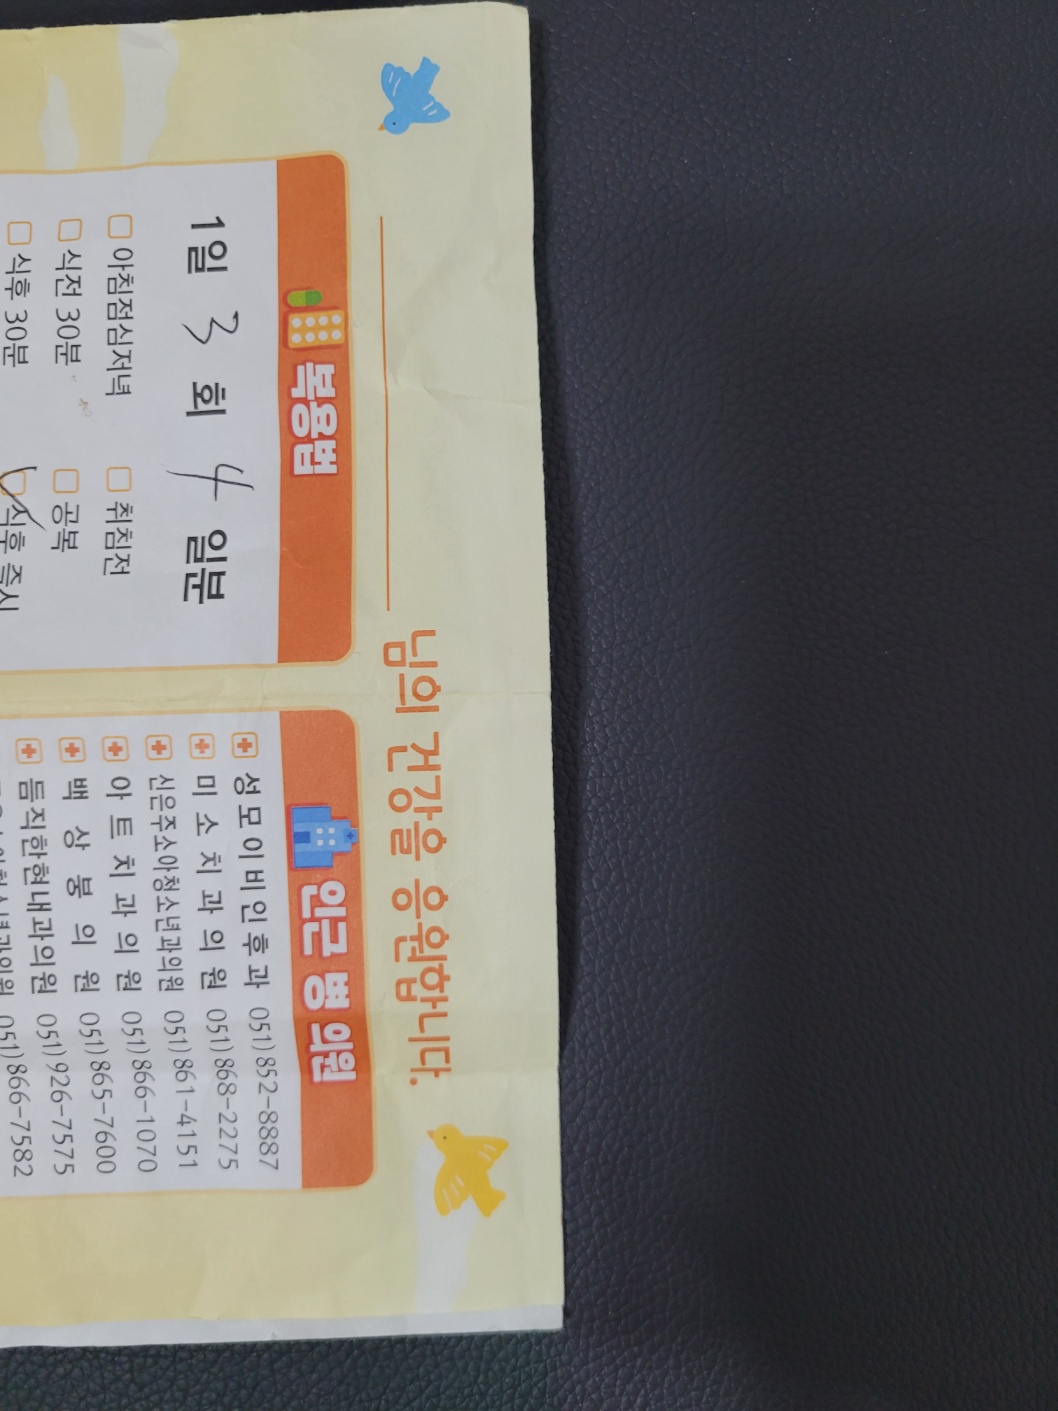 님의 건강을 응원합니다.
복용법
1일 3 회 4 일분
아침점심저녁 취침전
식전 30분 공복
식후 30분 식후 즉시
인근 병 의원
성모이비인후과 051)852-8887
미소치과의원 051)868-2275
신은주소아청소년과의원 051)861-4151
아트치과의원 051)866-1070
백상봉의원 051)865-7600
듬직한현내과의원 051)926-7575
051)866-7582